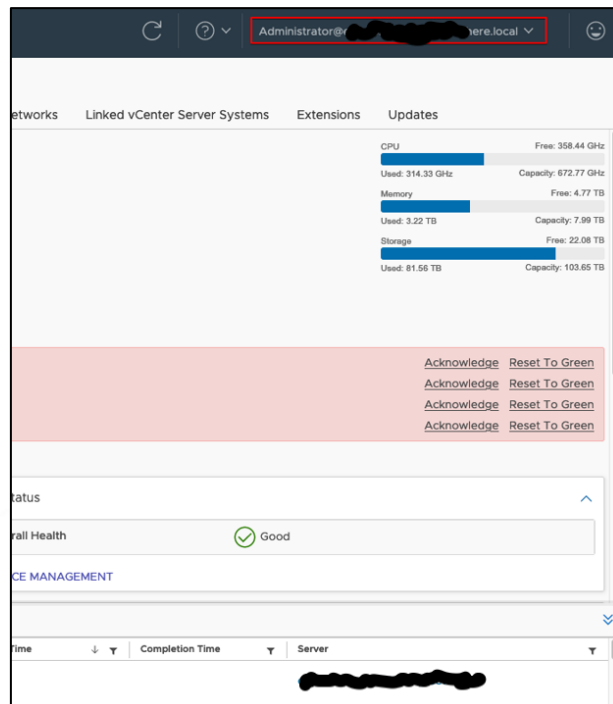 Administrator@ ere.local
etworks Linked vCenter Server Systems Extensions Updates
CPU Free: 358.44 GHz
Used: 314.33 GHz Capacity: 672.77 GHz
Memory Free: 4.77 TB
Used: 3.22 TB Capacity: 7.99 TB
Storage Free: 22.08 TB
Used: 81.56 TB Capacity: 103.65 TB
Acknowledge Reset To Green
Acknowledge Reset To Green
Acknowledge Reset To Green
Acknowledge Reset To Green
tatus
rall Health Good
CE MANAGEMENT
Time Completion Time Server